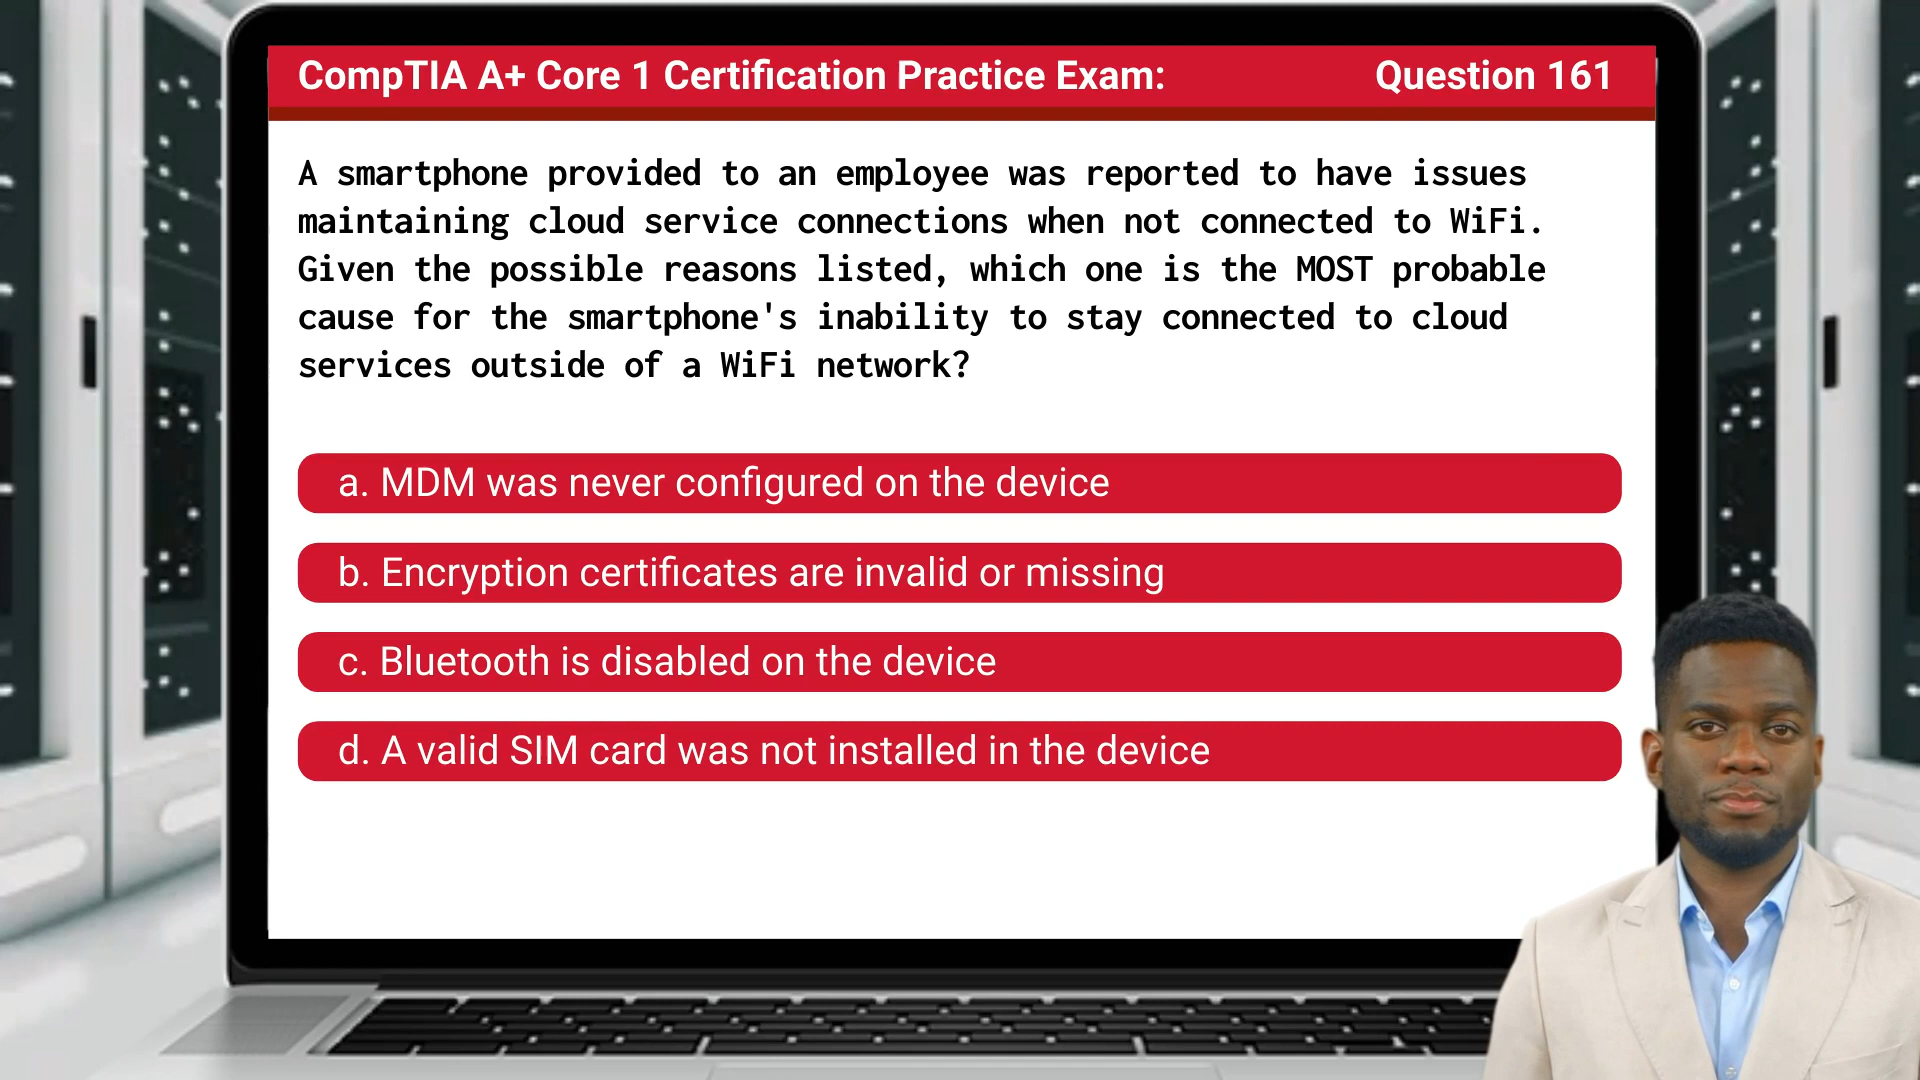 CompTIA A+ Core 1 Certification Practice Exam: Question 161
A smartphone provided to an employee was reported to have issues
maintaining cloud service connections when not connected to WiFi.
Given the possible reasons listed, which one is the MOST probable
cause for the smartphone's inability to stay connected to cloud
services outside of a WiFi network?
a. MDM was never configured on the device
b. Encryption certificates are invalid or missing
c. Bluetooth is disabled on the device
d. A valid SIM card was not installed in the device